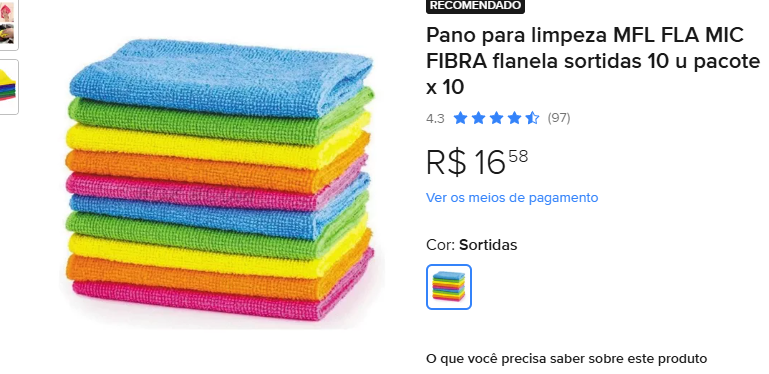 RECOMENDADO
Pano para limpeza MFL FLA MIC
FIBRA flanela sortidas 10 u pacote
x 10
4.3 (97)
R$ 16 58
Ver os meios de pagamento
Cor: Sortidas
O que você precisa saber sobre este produto